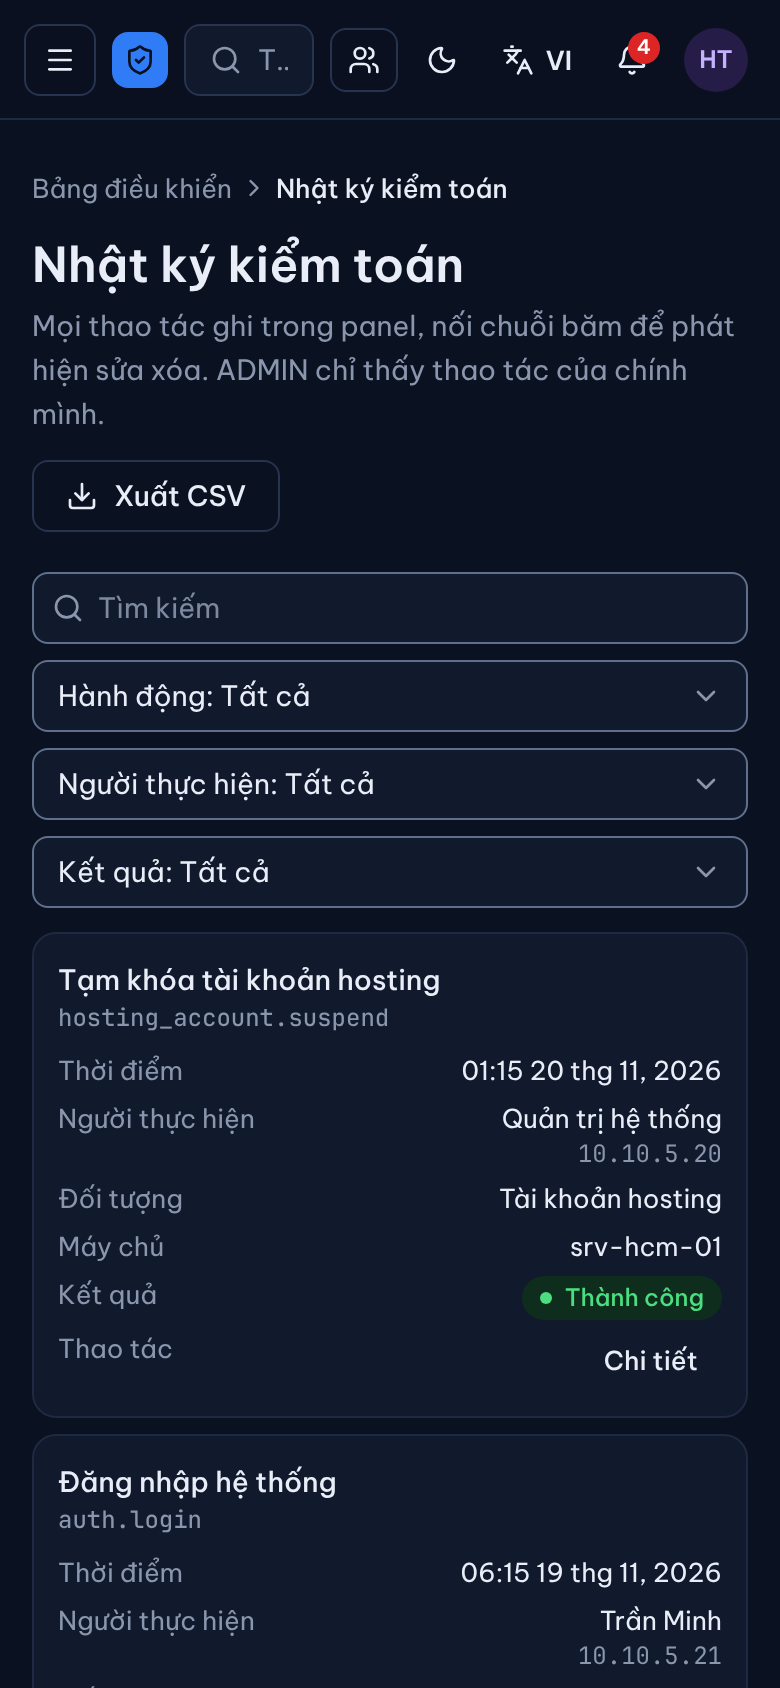 T..
VI
4
HT
Bảng điều khiển > Nhật ký kiểm toán
Nhật ký kiểm toán
Mọi thao tác ghi trong panel, nối chuỗi băm để phát
hiện sửa xóa. ADMIN chỉ thấy thao tác của chính
mình.
Xuất CSV
Tìm kiếm
Hành động: Tất cả
Người thực hiện: Tất cả
Kết quả: Tất cả
Tạm khóa tài khoản hosting
hosting_account.suspend
Thời điểm 01:15 20 thg 11, 2026
Người thực hiện Quản trị hệ thống
10.10.5.20
Đối tượng Tài khoản hosting
Máy chủ srv-hcm-01
Kết quả Thành công
Thao tác Chi tiết
Đăng nhập hệ thống
auth.login
Thời điểm 06:15 19 thg 11, 2026
Người thực hiện Trần Minh
10.10.5.21